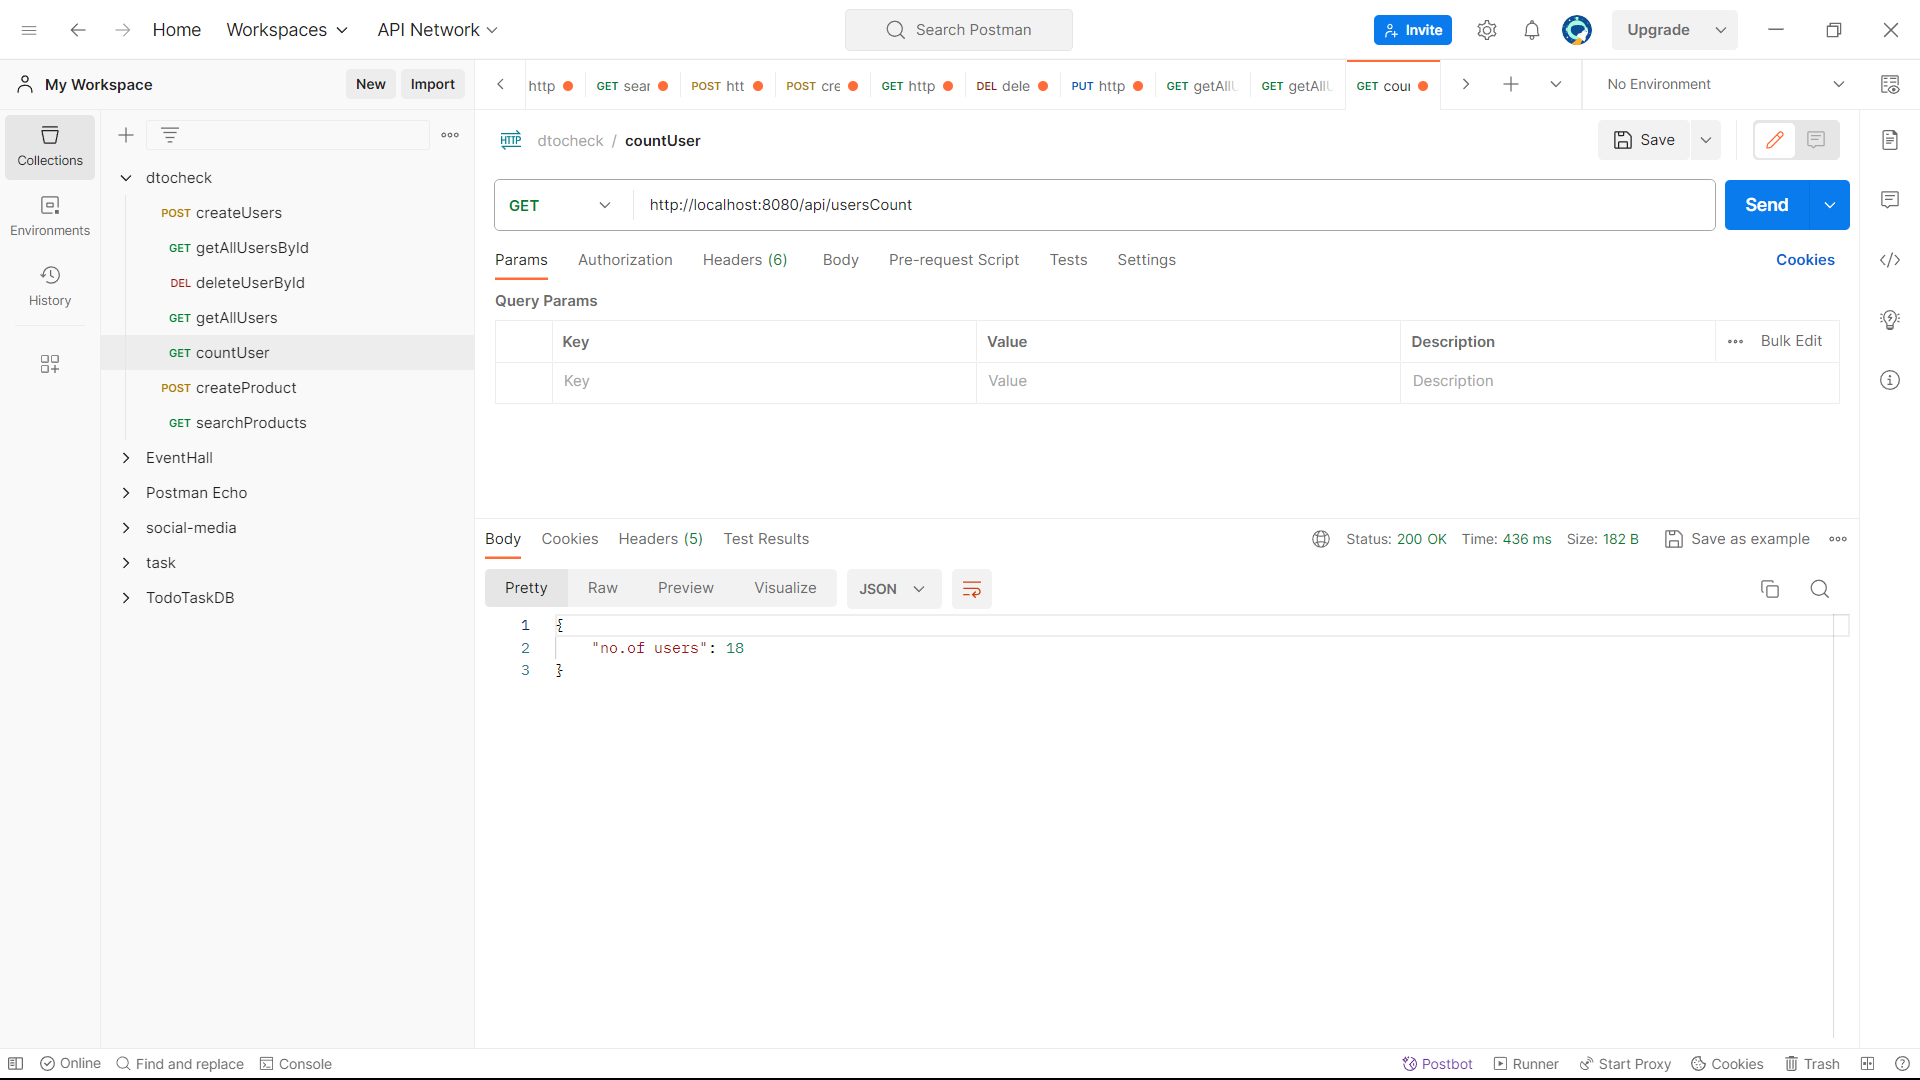 Home Workspaces API Network Search Postman Invite Upgrade
My Workspace New Import http GET sear POST htt POST cre GET http DEL dele PUT http GET getAllU GET getAllU GET cou No Environment
Collections
Environments
History
dtocheck
POST createUsers
GET getAllUsersById
DEL deleteUserById
GET getAllUsers
GET countUser
POST createProduct
GET searchProducts
EventHall
Postman Echo
social-media
task
TodoTaskDB
HTTP dtocheck / countUser Save
GET http://localhost:8080/api/usersCount Send
Params Authorization Headers (6) Body Pre-request Script Tests Settings Cookies
Query Params
Key Value Description Bulk Edit
Key Value Description
Body Cookies Headers (5) Test Results Status: 200 OK Time: 436 ms Size: 182 B Save as example
Pretty Raw Preview Visualize JSON
1 {
2 "no.of users": 18
3 }
Online Find and replace Console Postbot Runner Start Proxy Cookies Trash